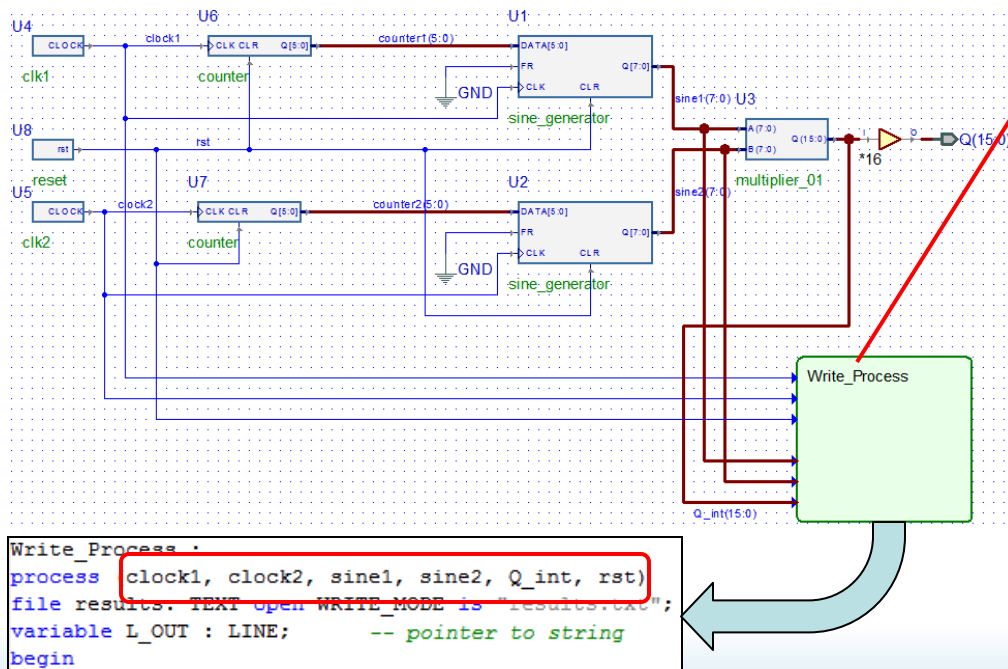 U4
CLOCK
clk1
clock1
U6
CLK CLR Q[5:0]
counter
counter1(5:0)
U1
DATA[5:0]
FR
CLK
CLR
Q[7:0]
GND
sine_generator
sine1(7:0)
U3
A(7:0)
B(7:0)
Q(15:0)
multiplier_01
I
O
*16
Q(15:0)
U8
rst
reset
rst
U5
CLOCK
clk2
clock2
U7
CLK CLR Q[5:0]
counter
counter2(5:0)
U2
DATA[5:0]
FR
CLK
CLR
Q[7:0]
GND
sine_generator
sine2(7:0)
Write_Process
Q_int(15:0)
Write_Process :
process (clock1, clock2, sine1, sine2, Q_int, rst)
file results: TEXT open WRITE_MODE is "results.txt";
variable L_OUT : LINE; -- pointer to string
begin